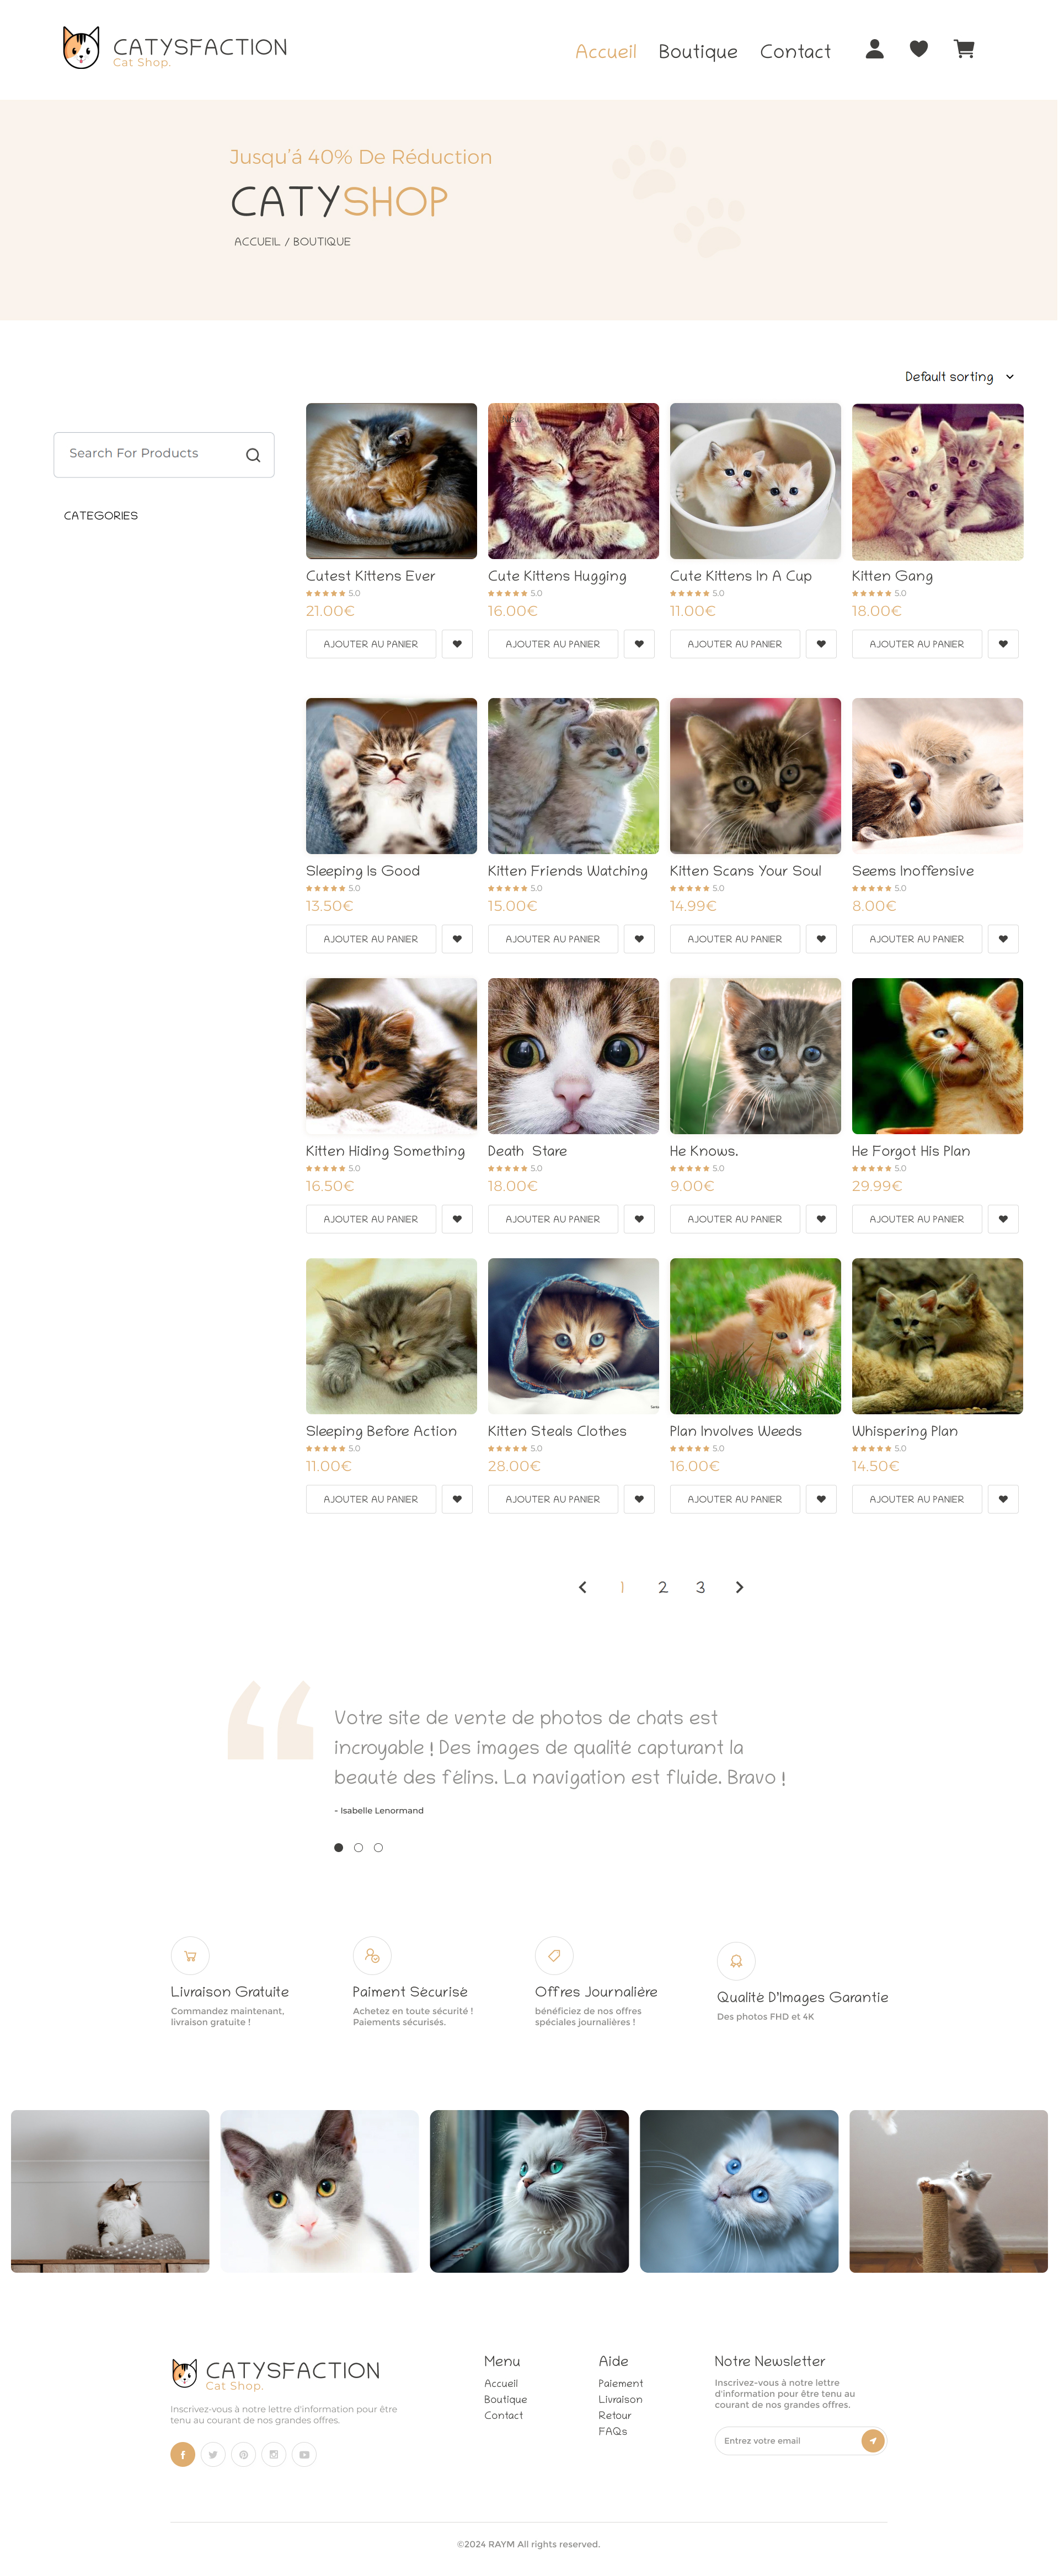 CATYSFACTION
Cat Shop.
Accueil
Boutique
Contact
Jusqu'á 40% De Réduction
CATYSHOP
ACCUEIL / BOUTIQUE
Default sorting
Search For Products
CATEGORIES
Cutest Kittens Ever
5.0
21.00€
AJOUTER AU PANIER
Cute Kittens Hugging
5.0
16.00€
AJOUTER AU PANIER
Cute Kittens In A Cup
5.0
11.00€
AJOUTER AU PANIER
Kitten Gang
5.0
18.00€
AJOUTER AU PANIER
Sleeping Is Good
5.0
13.50€
AJOUTER AU PANIER
Kitten Friends Watching
5.0
15.00€
AJOUTER AU PANIER
Kitten Scans Your Soul
5.0
14.99€
AJOUTER AU PANIER
Seems Inoffensive
5.0
8.00€
AJOUTER AU PANIER
Kitten Hiding Something
5.0
16.50€
AJOUTER AU PANIER
Death Stare
5.0
18.00€
AJOUTER AU PANIER
He Knows.
5.0
9.00€
AJOUTER AU PANIER
He Forgot His Plan
5.0
29.99€
AJOUTER AU PANIER
Sleeping Before Action
5.0
11.00€
AJOUTER AU PANIER
Kitten Steals Clothes
5.0
28.00€
AJOUTER AU PANIER
Plan Involves Weeds
5.0
16.00€
AJOUTER AU PANIER
Whispering Plan
5.0
14.50€
AJOUTER AU PANIER
1 2 3
Votre site de vente de photos de chats est
incroyable ! Des images de qualité capturant la
beauté des félins. La navigation est fluide. Bravo !
- Isabelle Lenormand
Livraison Gratuite
Commandez maintenant,
livraison gratuite !
Paiment Sécurisé
Achetez en toute sécurité !
Paiements sécurisés.
Offres Journalière
bénéficiez de nos offres
spéciales journalières !
Qualité D'Images Garantie
Des photos FHD et 4K
CATYSFACTION
Cat Shop.
Inscrivez-vous à notre lettre d'information pour être
tenu au courant de nos grandes offres.
Menu
Accueil
Boutique
Contact
Aide
Paiement
Livraison
Retour
FAQs
Notre Newsletter
Inscrivez-vous à notre lettre
d'information pour être tenu au
courant de nos grandes offres.
Entrez votre email
©2024 RAYM All rights reserved.